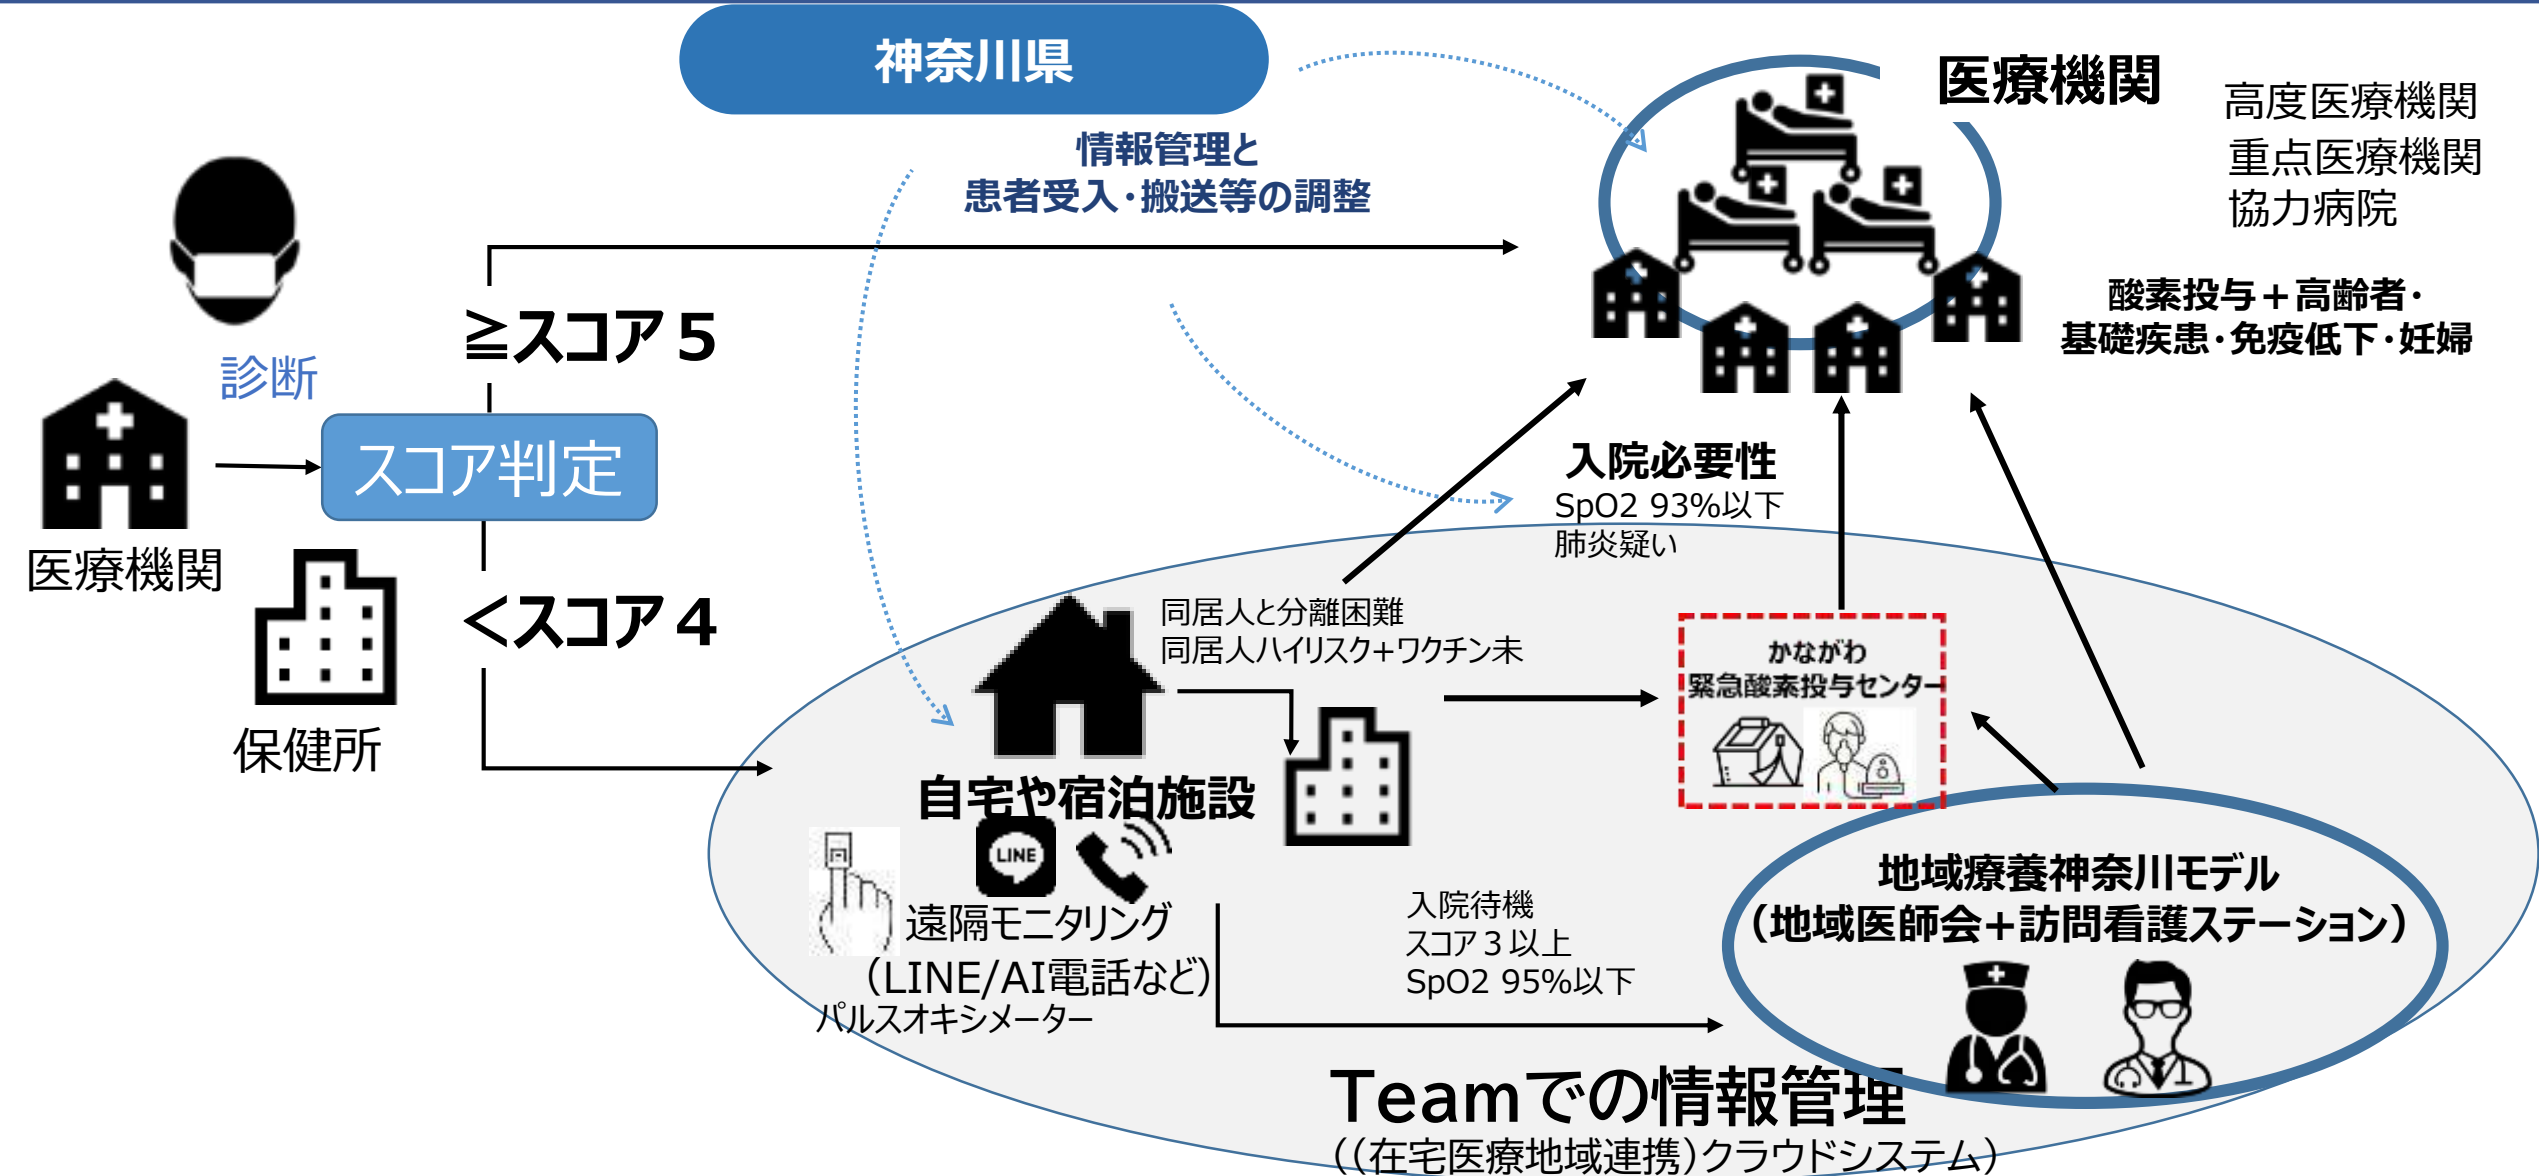 神奈川県
情報管理と
患者受入・搬送等の調整
医療機関
高度医療機関
重点医療機関
協力病院
酸素投与+高齢者・
基礎疾患・免疫低下・妊婦
診断
医療機関
スコア判定
保健所
≧スコア5
<スコア4
入院必要性
SpO2 93%以下
肺炎疑い
同居人と分離困難
同居人ハイリスク+ワクチン未
かながわ
緊急酸素投与センター
自宅や宿泊施設
LINE
遠隔モニタリング
(LINE/AI電話など)
パルスオキシメーター
入院待機
スコア3以上
SpO2 95%以下
地域療養神奈川モデル
(地域医師会+訪問看護ステーション)
Teamでの情報管理
((在宅医療地域連携)クラウドシステム)